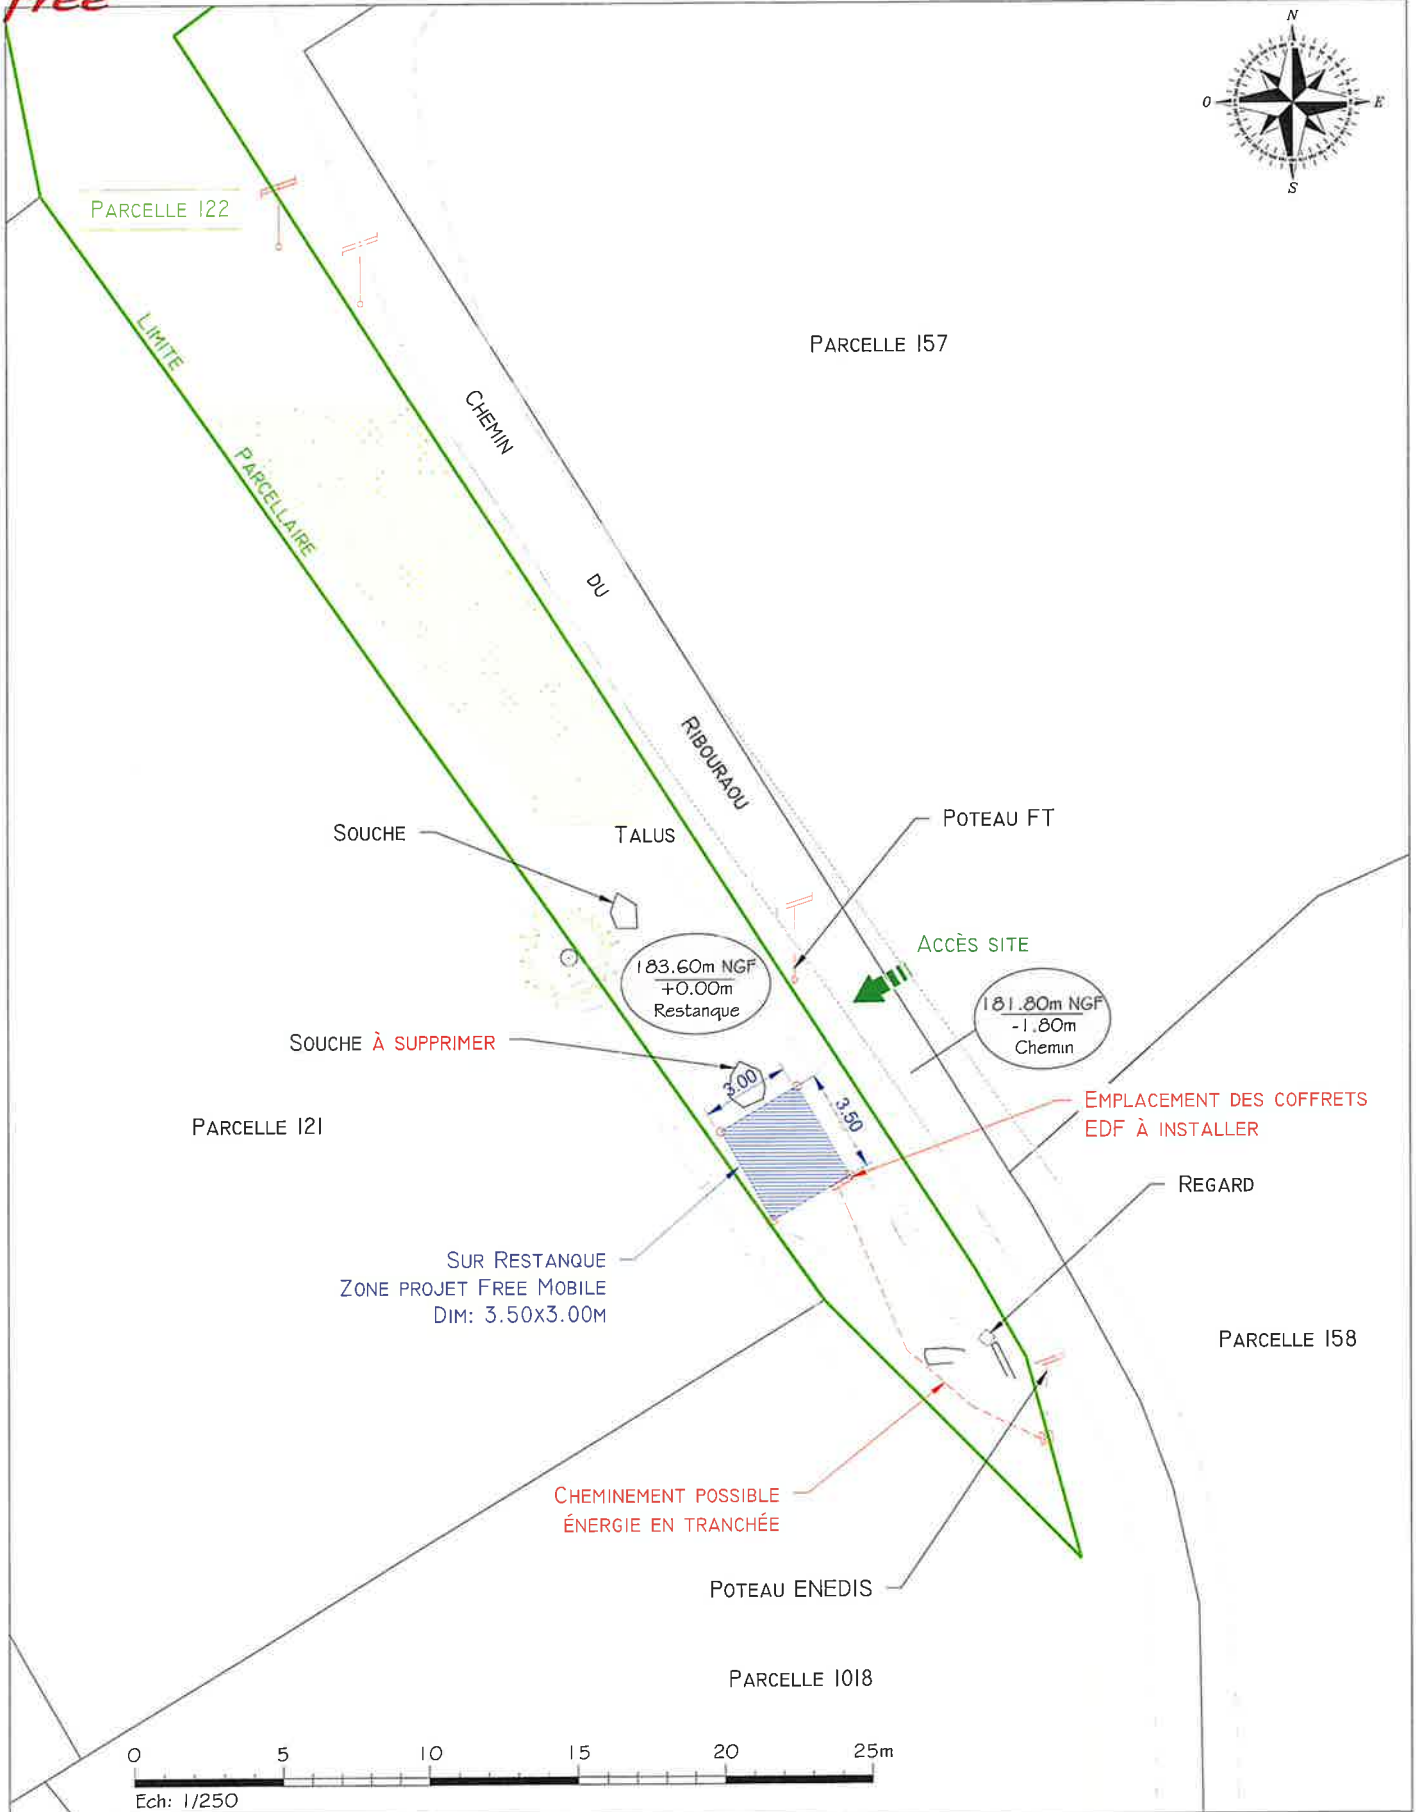 free
N
O
E
S
PARCELLE 122
LIMITE
PARCELLAIRE
PARCELLE 157
CHEMIN
DU
RIBOURAOU
SOUCHE
TALUS
POTEAU FT
ACCÈS SITE
183.60m NGF
+0.00m
Restanque
181.80m NGF
-1.80m
Chemin
SOUCHE À SUPPRIMER
3.00
3.50
EMPLACEMENT DES COFFRETS
EDF À INSTALLER
PARCELLE 121
REGARD
SUR RESTANQUE
ZONE PROJET FREE MOBILE
DIM: 3.50X3.00M
PARCELLE 158
CHEMINEMENT POSSIBLE
ÉNERGIE EN TRANCHÉE
POTEAU ENEDIS
PARCELLE 1018
0 5 10 15 20 25m
Ech: 1/250